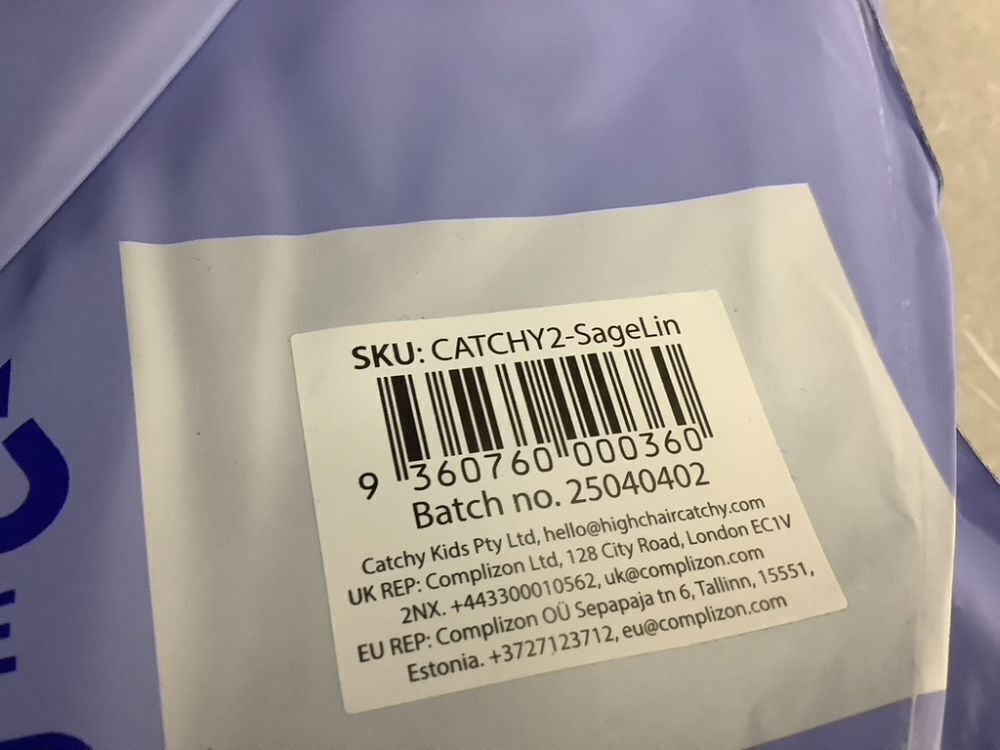 SKU: CATCHY2-SageLin
9 360760 000360
Batch no. 25040402
Catchy Kids Pty Ltd, hello@highchaircatchy.com
UK REP: Complizon Ltd, 128 City Road, London EC1V
2NX. +443300010562, uk@complizon.com
EU REP: Complizon OÜ Sepapaja tn 6, Tallinn, 15551,
Estonia. +3727123712, eu@complizon.com